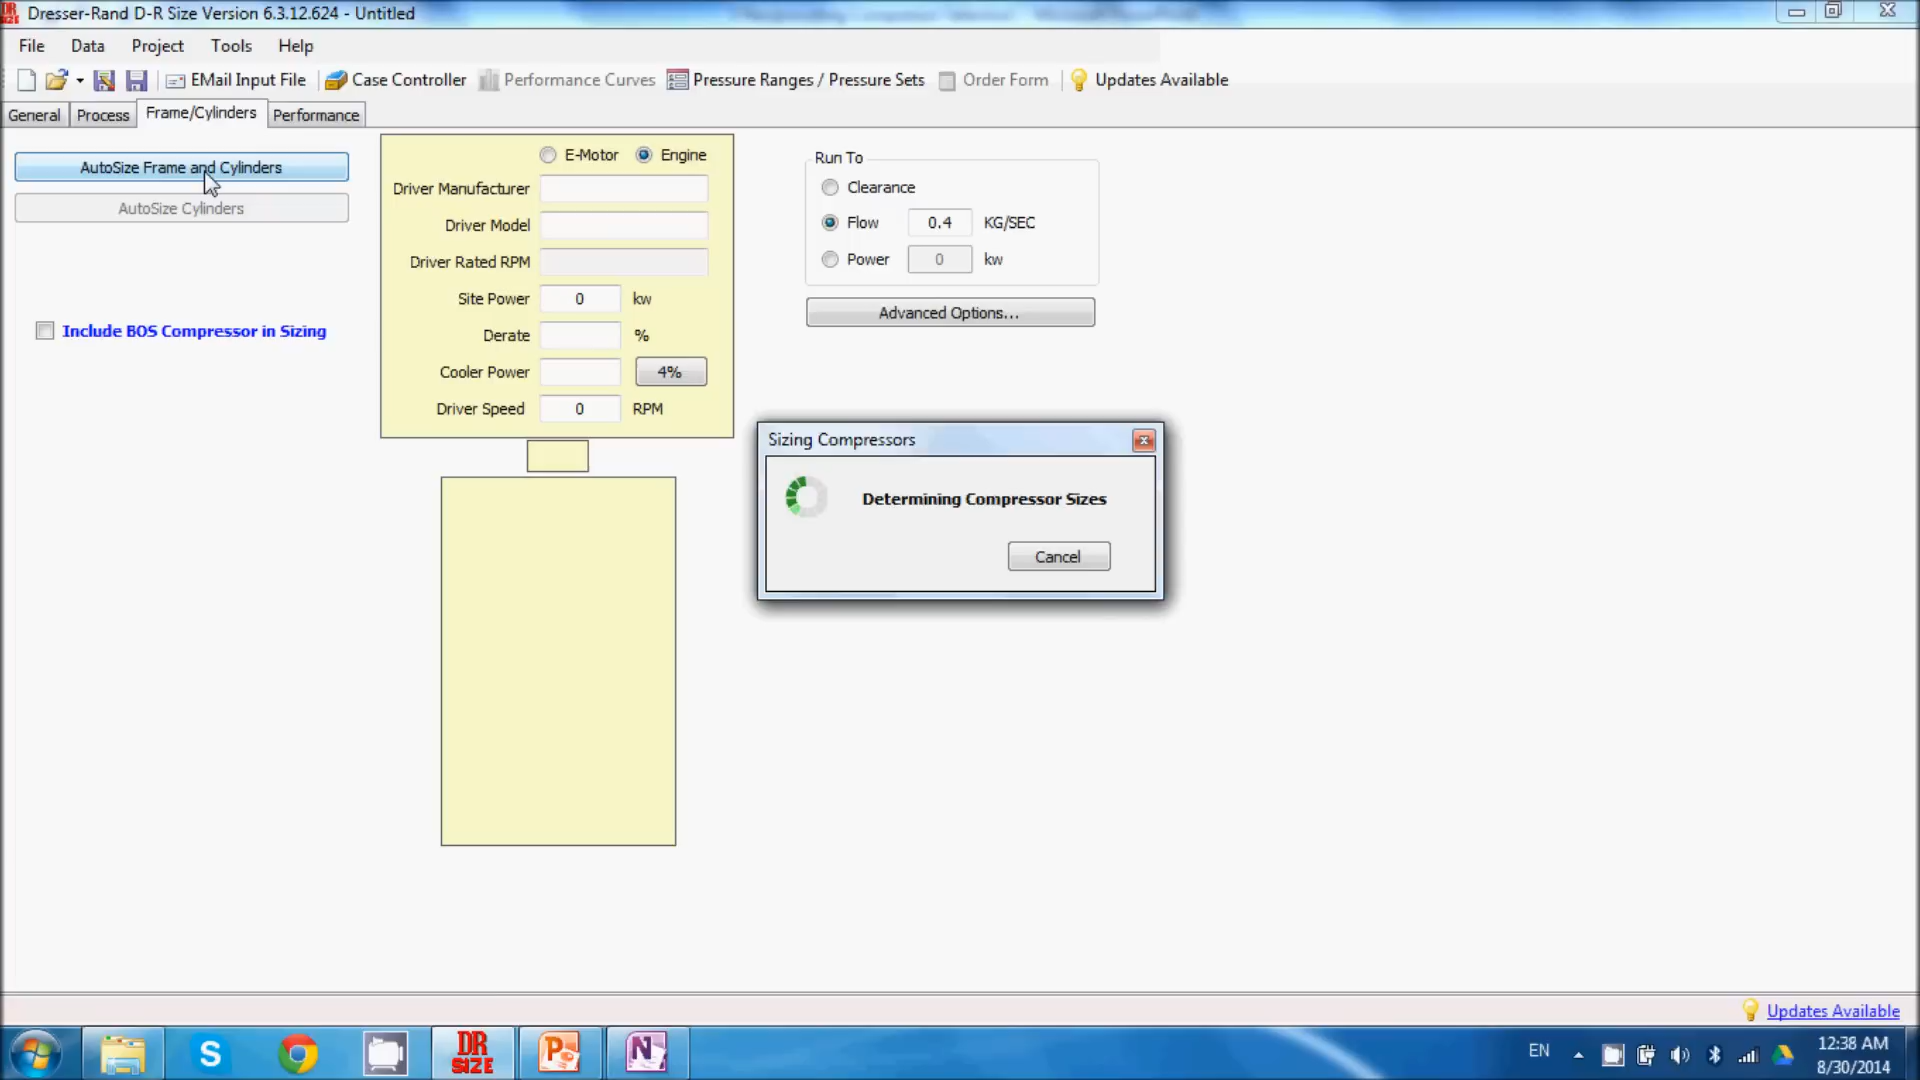 Dresser-Rand D-R Size Version 6.3.12.624 - Untitled
File Data Project Tools Help
EMail Input File Case Controller Performance Curves Pressure Ranges / Pressure Sets Order Form Updates Available
General Process Frame/Cylinders Performance
AutoSize Frame and Cylinders
AutoSize Cylinders
Include BOS Compressor in Sizing
E-Motor Engine
Driver Manufacturer
Driver Model
Driver Rated RPM
Site Power 0 kw
Derate %
Cooler Power 4%
Driver Speed 0 RPM
Run To
Clearance
Flow 0.4 KG/SEC
Power 0 kw
Advanced Options...
Sizing Compressors
Determining Compressor Sizes
Cancel
Updates Available
DR
SIZE
EN
12:38 AM
8/30/2014